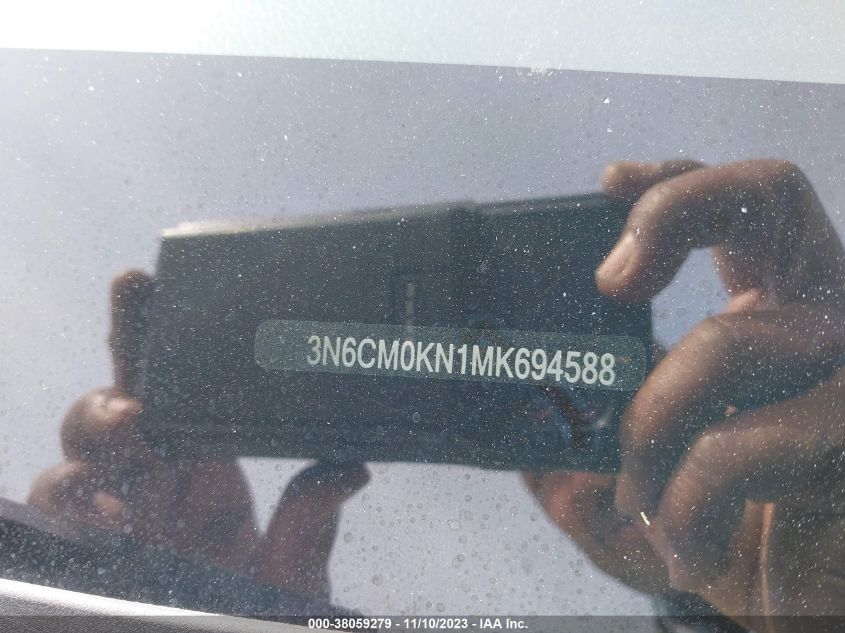 3N6CM0KN1MK694588
000-38059279 - 11/10/2023 - IAA Inc.